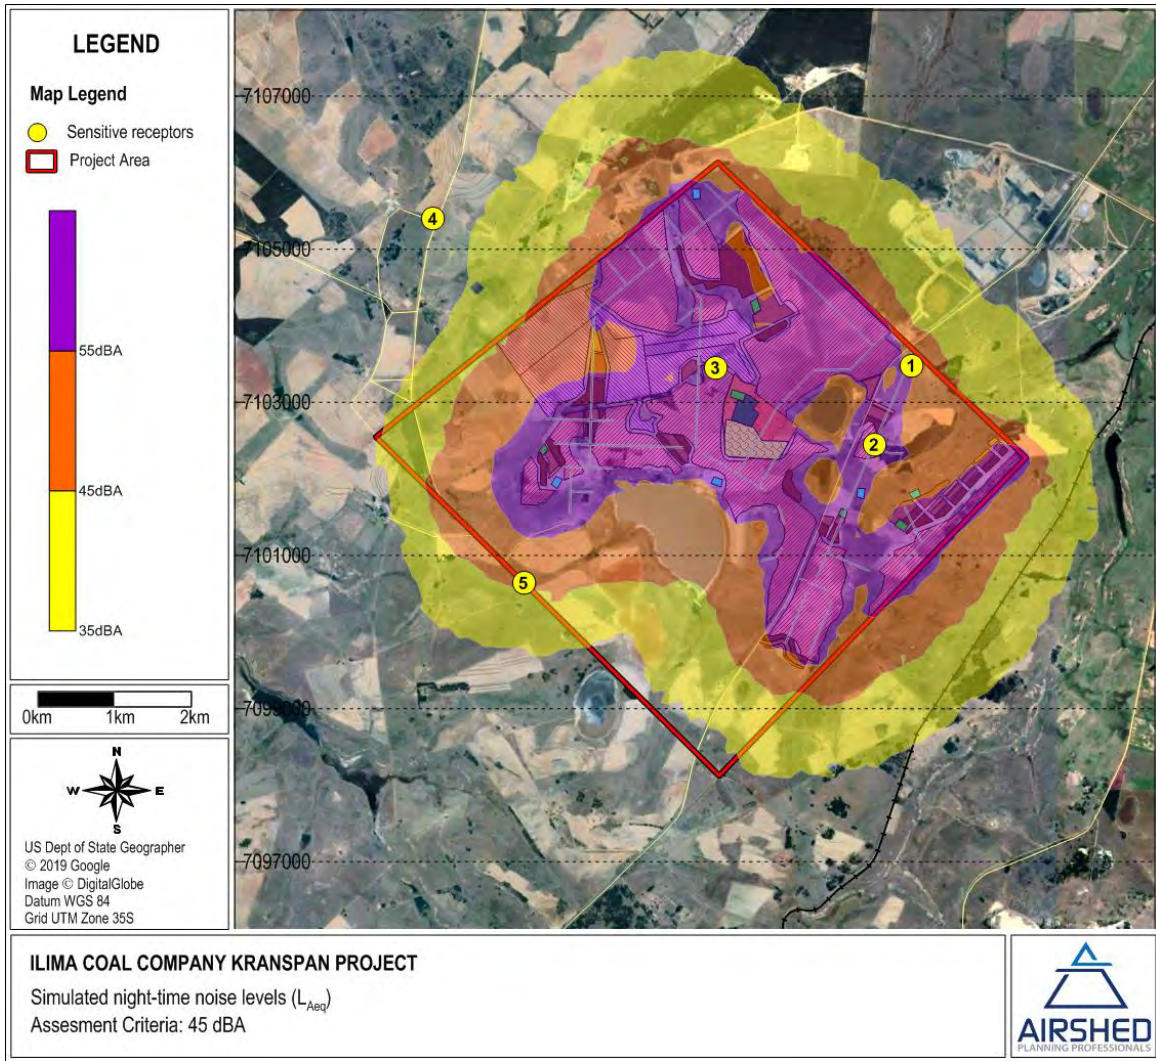 LEGEND
Map Legend
Sensitive receptors
Project Area
55dBA
45dBA
35dBA
0km 1km 2km
N
W E
S
US Dept of State Geographer
© 2019 Google
Image © DigitalGlobe
Datum WGS 84
Grid UTM Zone 35S
7107000
7105000
7103000
7101000
7099000
7097000
4
1
3
2
5
ILIMA COAL COMPANY KRANSPAN PROJECT
Simulated night-time noise levels (LAeq)
Assesment Criteria: 45 dBA
AIRSHED
PLANNING PROFESSIONALS